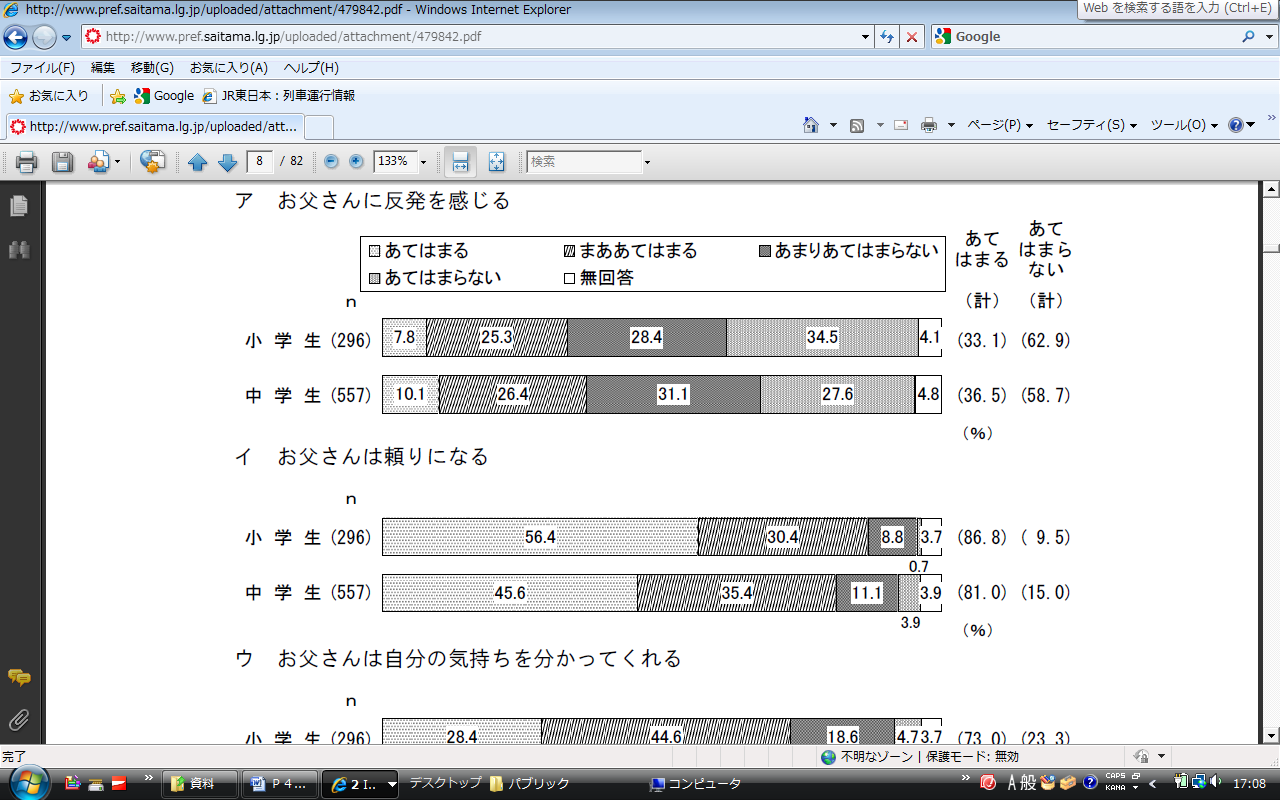 http://www.pref.saitama.lg.jp/uploaded/attachment/479842.pdf - Windows Internet Explorer
Web を検索する語を入力 (Ctrl+E)
http://www.pref.saitama.lg.jp/uploaded/attachment/479842.pdf
Google
ファイル(F) 編集 移動(G) お気に入り(A) ヘルプ(H)
お気に入り Google JR東日本：列車運行情報
http://www.pref.saitama.lg.jp/uploaded/att...
ページ(P) セーフティ(S) ツール(O)
8 / 82 133% 検索
ア お父さんに反発を感じる
あてはまる まああてはまる あまりあてはまらない
あてはまらない 無回答
あてはまる（計） あてはまらない（計）
n
小学生(296) 7.8 25.3 28.4 34.5 4.1 (33.1) (62.9)
中学生(557) 10.1 26.4 31.1 27.6 4.8 (36.5) (58.7)
（％）
イ お父さんは頼りになる
n
小学生(296) 56.4 30.4 8.8 0.7 3.7 (86.8) ( 9.5)
中学生(557) 45.6 35.4 11.1 3.9 3.9 (81.0) (15.0)
（％）
ウ お父さんは自分の気持ちを分かってくれる
n
小学生(296) 28.4 44.6 18.6 4.7 3.7 (73.0) (23.3)
完了 不明なゾーン | 保護モード: 無効
資料 P 4... 2 I... デスクトップ パブリック コンピュータ A 般 CAPS KANA 17:08